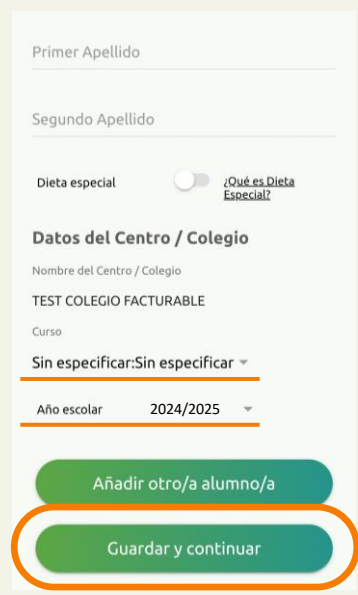 Primer Apellido
Segundo Apellido
Dieta especial
¿Qué es Dieta
Especial?
Datos del Centro / Colegio
Nombre del Centro / Colegio
TEST COLEGIO FACTURABLE
Curso
Sin especificar:Sin especificar
Año escolar 2024/2025
Añadir otro/a alumno/a
Guardar y continuar